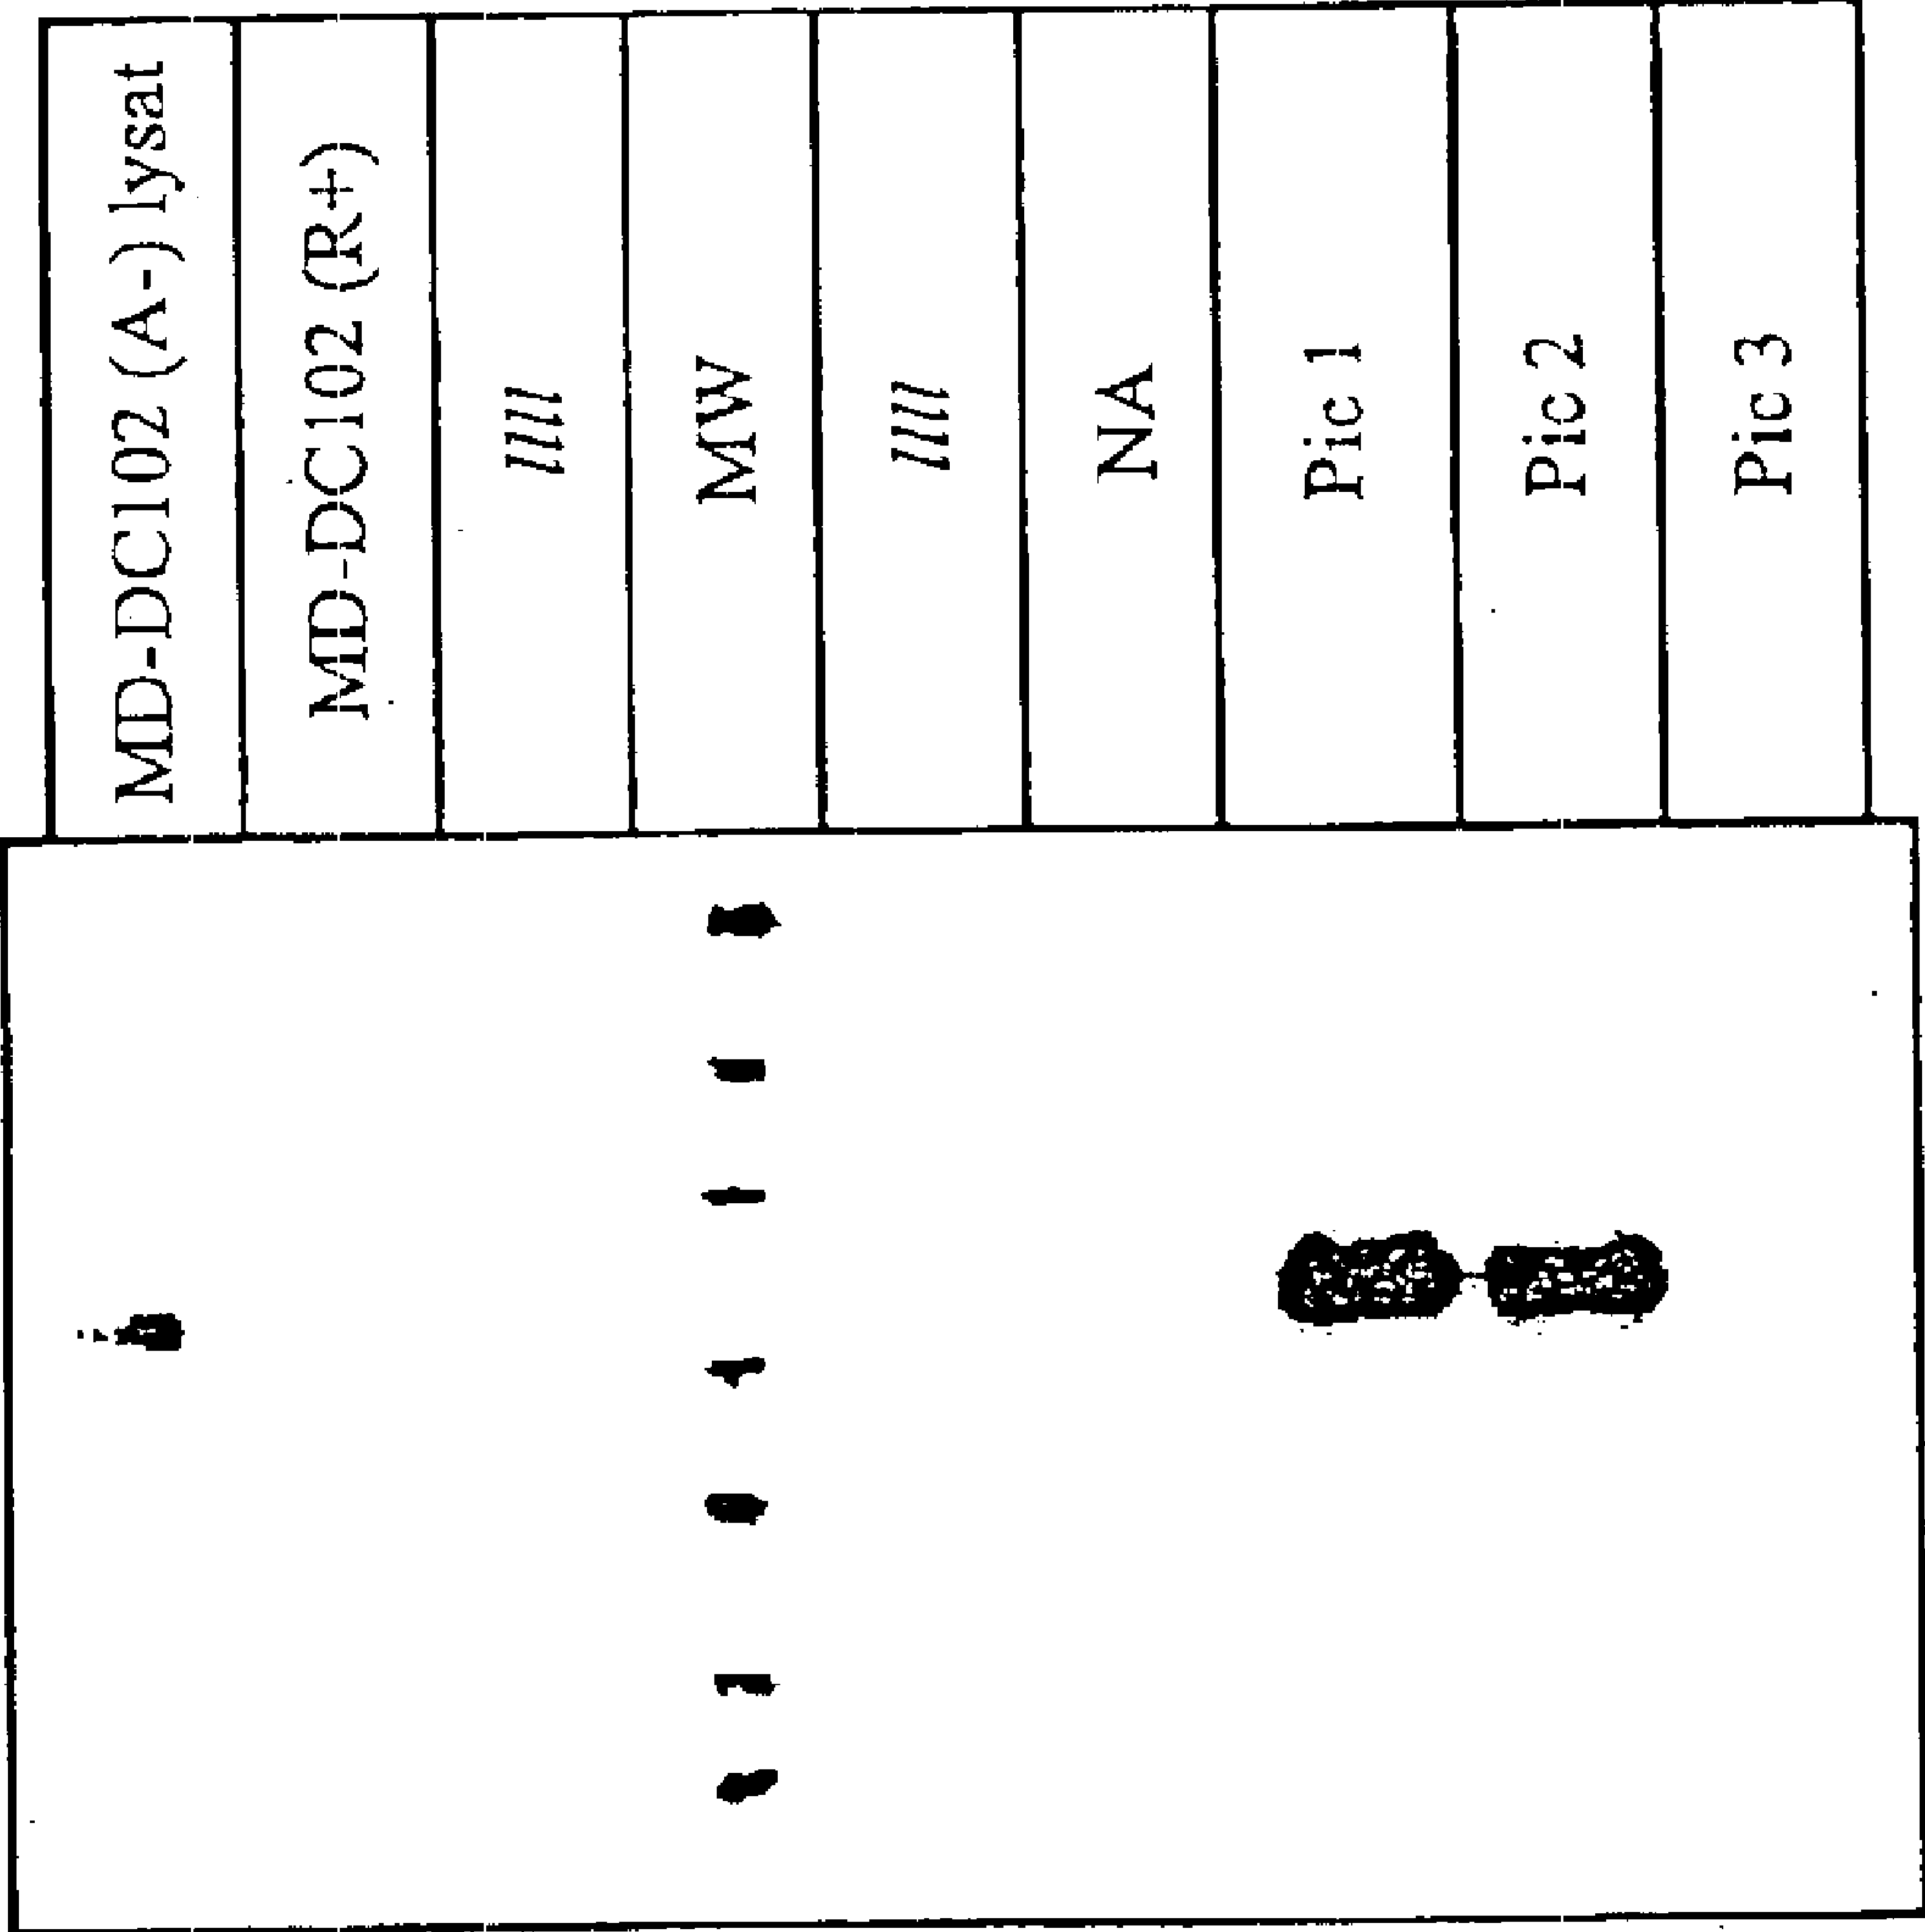 MD-DC102 (A-) lysat
MD-DC102 (R+)
////
MW
////
NA
Pic 1
Pic 2
Pic 3